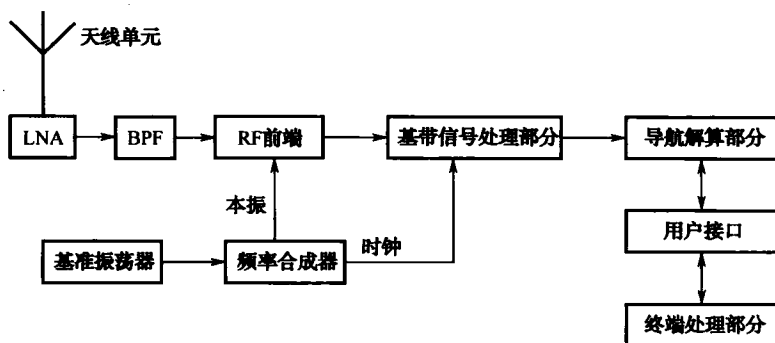 天线单元
LNA
BPF
RF前端
基带信号处理部分
导航解算部分
本振
时钟
用户接口
基准振荡器
频率合成器
终端处理部分